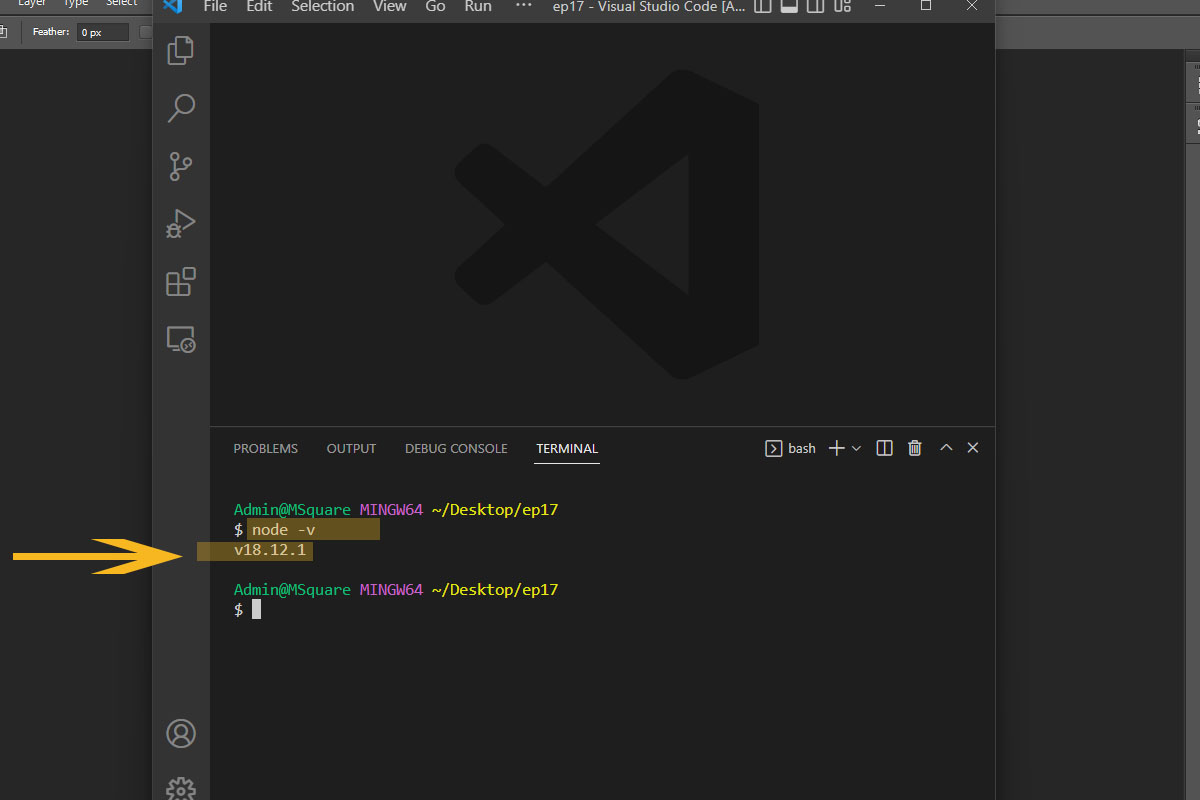 Layer Type Select
Feather: 0 px
File Edit Selection View Go Run ··· ep17 - Visual Studio Code [A...
PROBLEMS OUTPUT DEBUG CONSOLE TERMINAL bash
Admin@MSquare MINGW64 ~/Desktop/ep17
$ node -v
v18.12.1
Admin@MSquare MINGW64 ~/Desktop/ep17
$